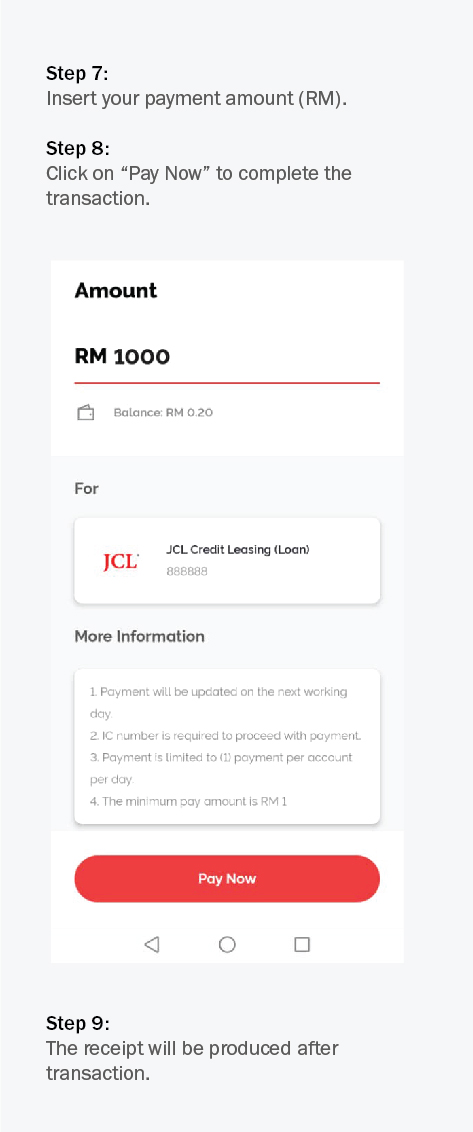 Step 7:
Insert your payment amount (RM).
Step 8:
Click on “Pay Now” to complete the
transaction.
Amount
RM 1000
Balance: RM 0.20
For
JCL
JCL Credit Leasing (Loan)
888888
More Information
1. Payment will be updated on the next working
day.
2. IC number is required to proceed with payment.
3. Payment is limited to (1) payment per account
per day.
4. The minimum pay amount is RM 1
Pay Now
Step 9:
The receipt will be produced after
transaction.